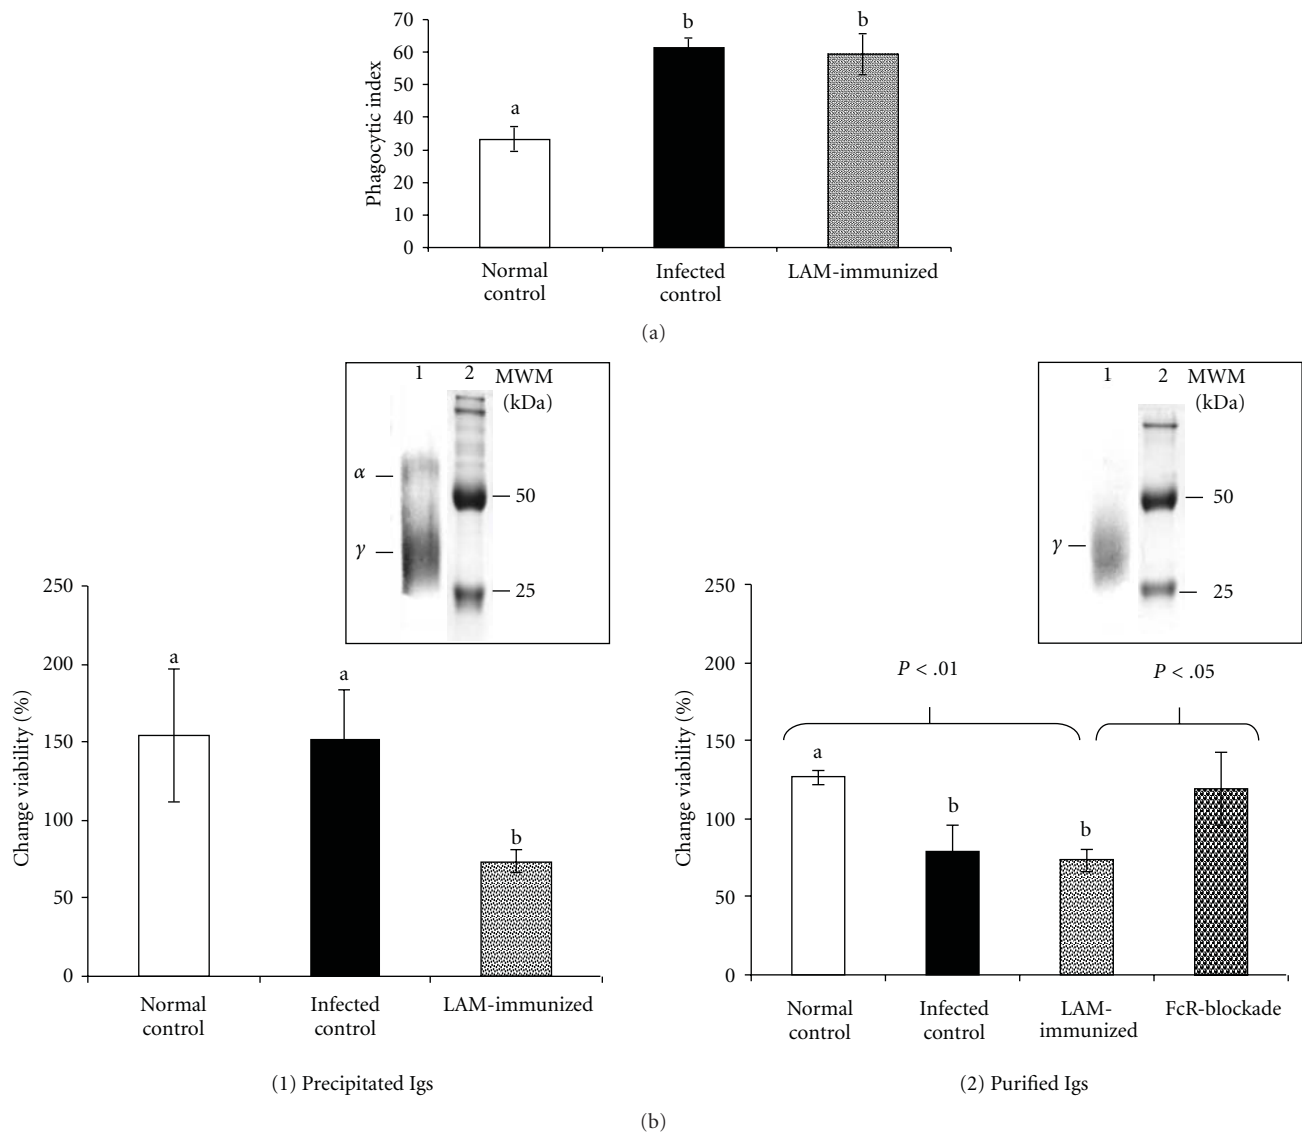 70
60
50
40
30
20
10
0
Phagocytic index
a
b
b
Normal
control
Infected
control
LAM-immunized
(a)
1
2
MWM
(kDa)
α
γ
50
25
250
200
150
100
50
0
Change viability (%)
a
a
b
Normal
control
Infected
control
LAM-immunized
(1) Precipitated Igs
1
2
MWM
(kDa)
γ
50
25
250
200
150
100
50
0
Change viability (%)
P < .01
P < .05
a
b
b
Normal
control
Infected
control
LAM-
immunized
FcR-blockade
(2) Purified Igs
(b)